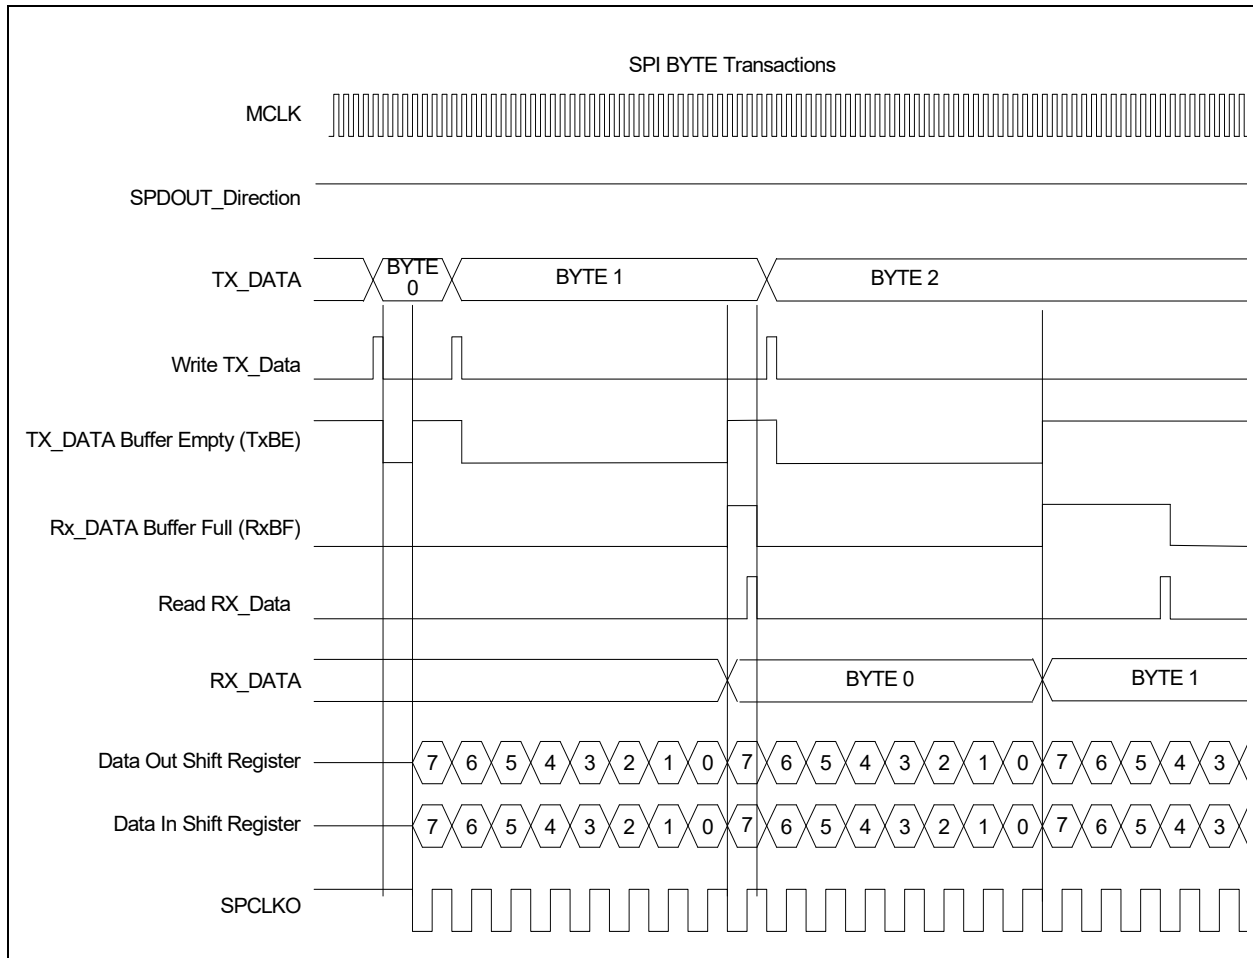 SPI BYTE Transactions
MCLK
SPDOUT_Direction
TX_DATA
BYTE
0
BYTE 1
BYTE 2
Write TX_Data
TX_DATA Buffer Empty (TxBE)
Rx_DATA Buffer Full (RxBF)
Read RX_Data
RX_DATA
BYTE 0
BYTE 1
Data Out Shift Register
7 6 5 4 3 2 1 0 7 6 5 4 3 2 1 0 7 6 5 4 3
Data In Shift Register
7 6 5 4 3 2 1 0 7 6 5 4 3 2 1 0 7 6 5 4 3
SPCLKO